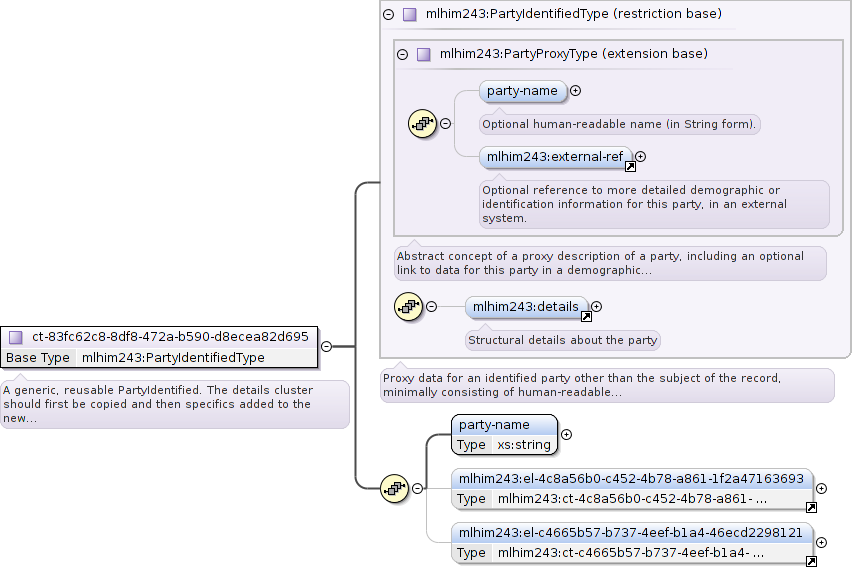 mlhim243:PartyIdentifiedType (restriction base)
mlhim243:PartyProxyType (extension base)
party-name
Optional human-readable name (in String form).
mlhim243:external-ref
Optional reference to more detailed demographic or
identification information for this party, in an external
system.
Abstract concept of a proxy description of a party, including an optional
link to data for this party in a demographic...
mlhim243:details
Structural details about the party
ct-83fc62c8-8df8-472a-b590-d8ecea82d695
Base Type mlhim243:PartyIdentifiedType
A generic, reusable PartyIdentified. The details cluster
should first be copied and then specifics added to the
new...
Proxy data for an identified party other than the subject of the record,
minimally consisting of human-readable...
party-name
Type xs:string
mlhim243:el-4c8a56b0-c452-4b78-a861-1f2a47163693
Type mlhim243:ct-4c8a56b0-c452-4b78-a861- ...
mlhim243:el-c4665b57-b737-4eef-b1a4-46ecd2298121
Type mlhim243:ct-c4665b57-b737-4eef-b1a4- ...